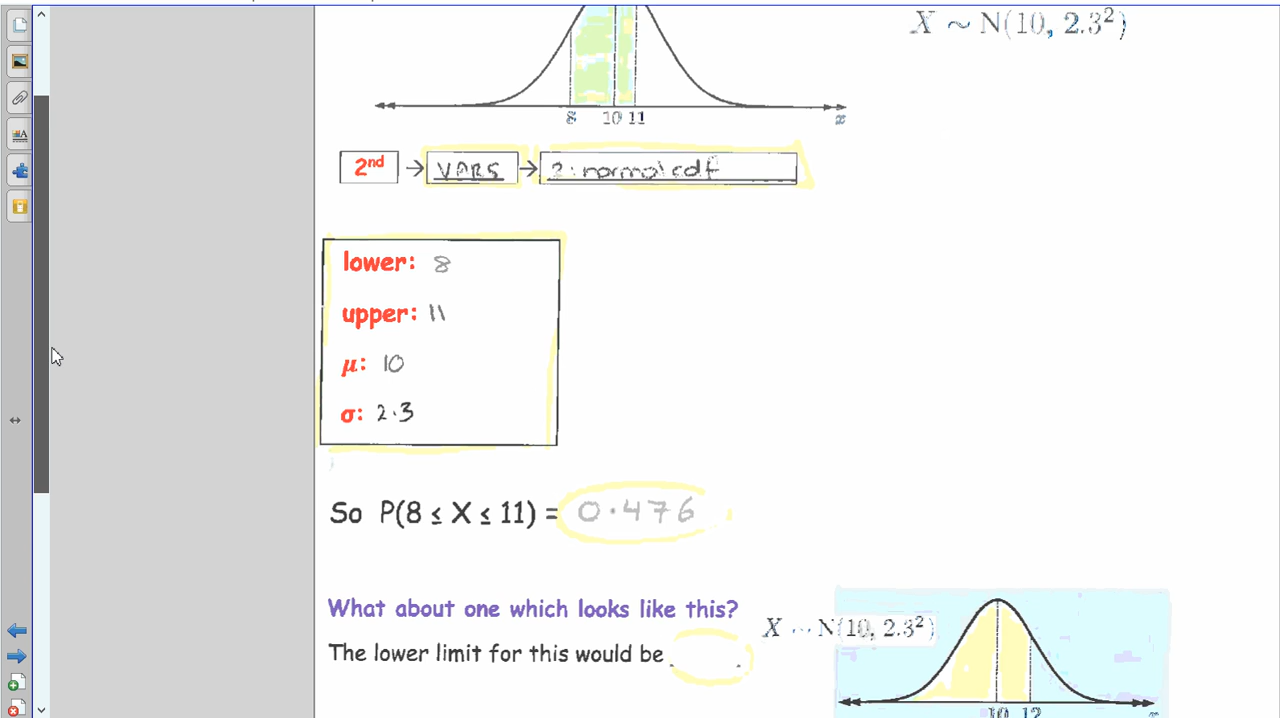 X ~ N(10, 2.3²)
8 10 11 x
2nd → VARS → 2: normalcdf
lower: 8
upper: 11
μ: 10
σ: 2.3
So P(8 ≤ X ≤ 11) = 0.476
What about one which looks like this?
X ~ N(10, 2.3²)
The lower limit for this would be
10 12 x